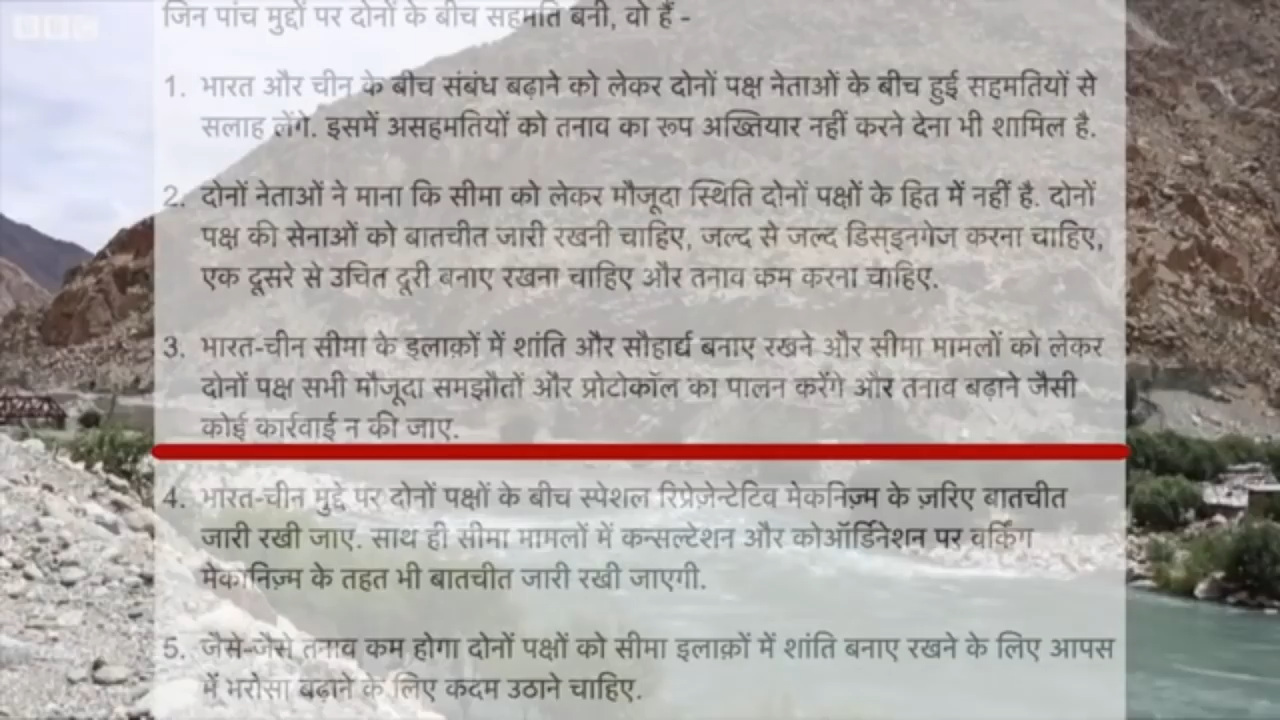 BBC
जिन पांच मुद्दों पर दोनों के बीच सहमति बनी, वो हैं -
1. भारत और चीन के बीच संबंध बढ़ाने को लेकर दोनों पक्ष नेताओं के बीच हुई सहमतियों से
सलाह लेंगे. इसमें असहमतियों को तनाव का रूप अख्तियार नहीं करने देना भी शामिल है.
2. दोनों नेताओं ने माना कि सीमा को लेकर मौजूदा स्थिति दोनों पक्षों के हित में नहीं है. दोनों
पक्ष की सेनाओं को बातचीत जारी रखनी चाहिए, जल्द से जल्द डिस्इनगेज करना चाहिए,
एक दूसरे से उचित दूरी बनाए रखना चाहिए और तनाव कम करना चाहिए.
3. भारत-चीन सीमा के इलाक़ों में शांति और सौहार्द्य बनाए रखने और सीमा मामलों को लेकर
दोनों पक्ष सभी मौजूदा समझौतों और प्रोटोकॉल का पालन करेंगे और तनाव बढ़ाने जैसी
कोई कार्रवाई न की जाए.
4. भारत-चीन मुद्दे पर दोनों पक्षों के बीच स्पेशल रिप्रेज़ेन्टेटिव मेकनिज़्म के ज़रिए बातचीत
जारी रखी जाए. साथ ही सीमा मामलों में कन्सल्टेशन और कोऑर्डिनेशन पर वर्किंग
मेकानिज़्म के तहत भी बातचीत जारी रखी जाएगी.
5. जैसे-जैसे तनाव कम होगा दोनों पक्षों को सीमा इलाक़ों में शांति बनाए रखने के लिए आपस
में भरोसा बढ़ाने के लिए कदम उठाने चाहिए.